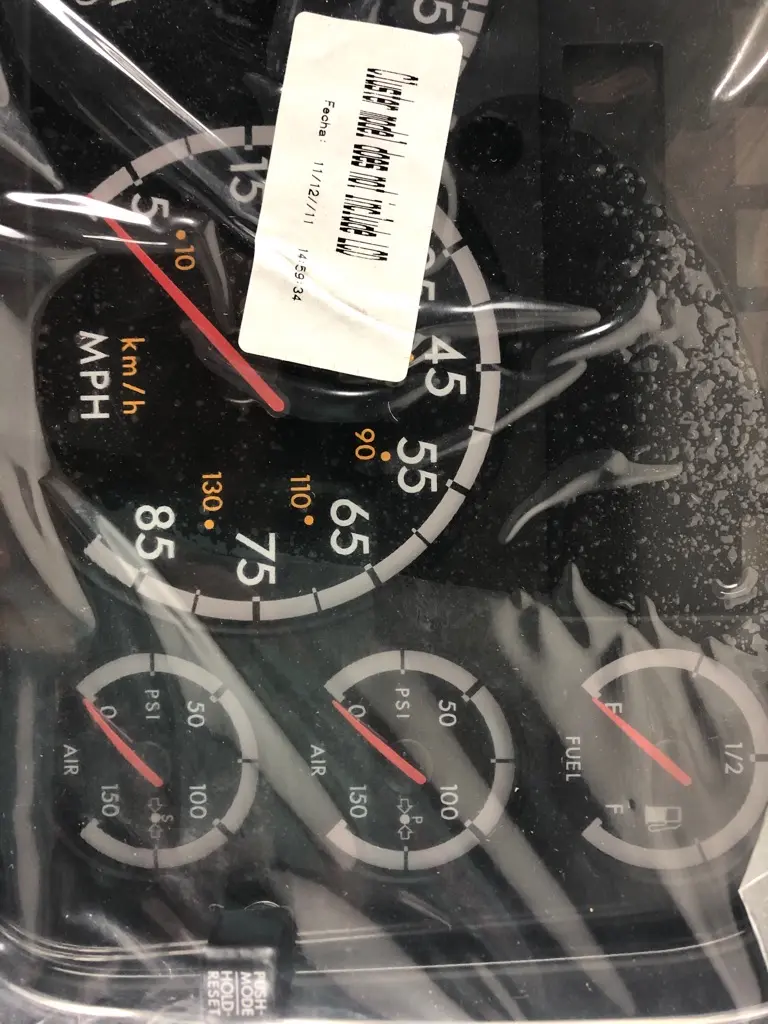 Cluster model does not include LCD
Fecha: 11/12//11 14:59:34
5
15
45
55
65
75
85
10
90
110
130
km/h
MPH
PSI
0
50
100
150
AIR
S
PSI
0
50
100
150
AIR
P
E
1/2
F
FUEL
PUSH-
MODE
HOLD-
RESET